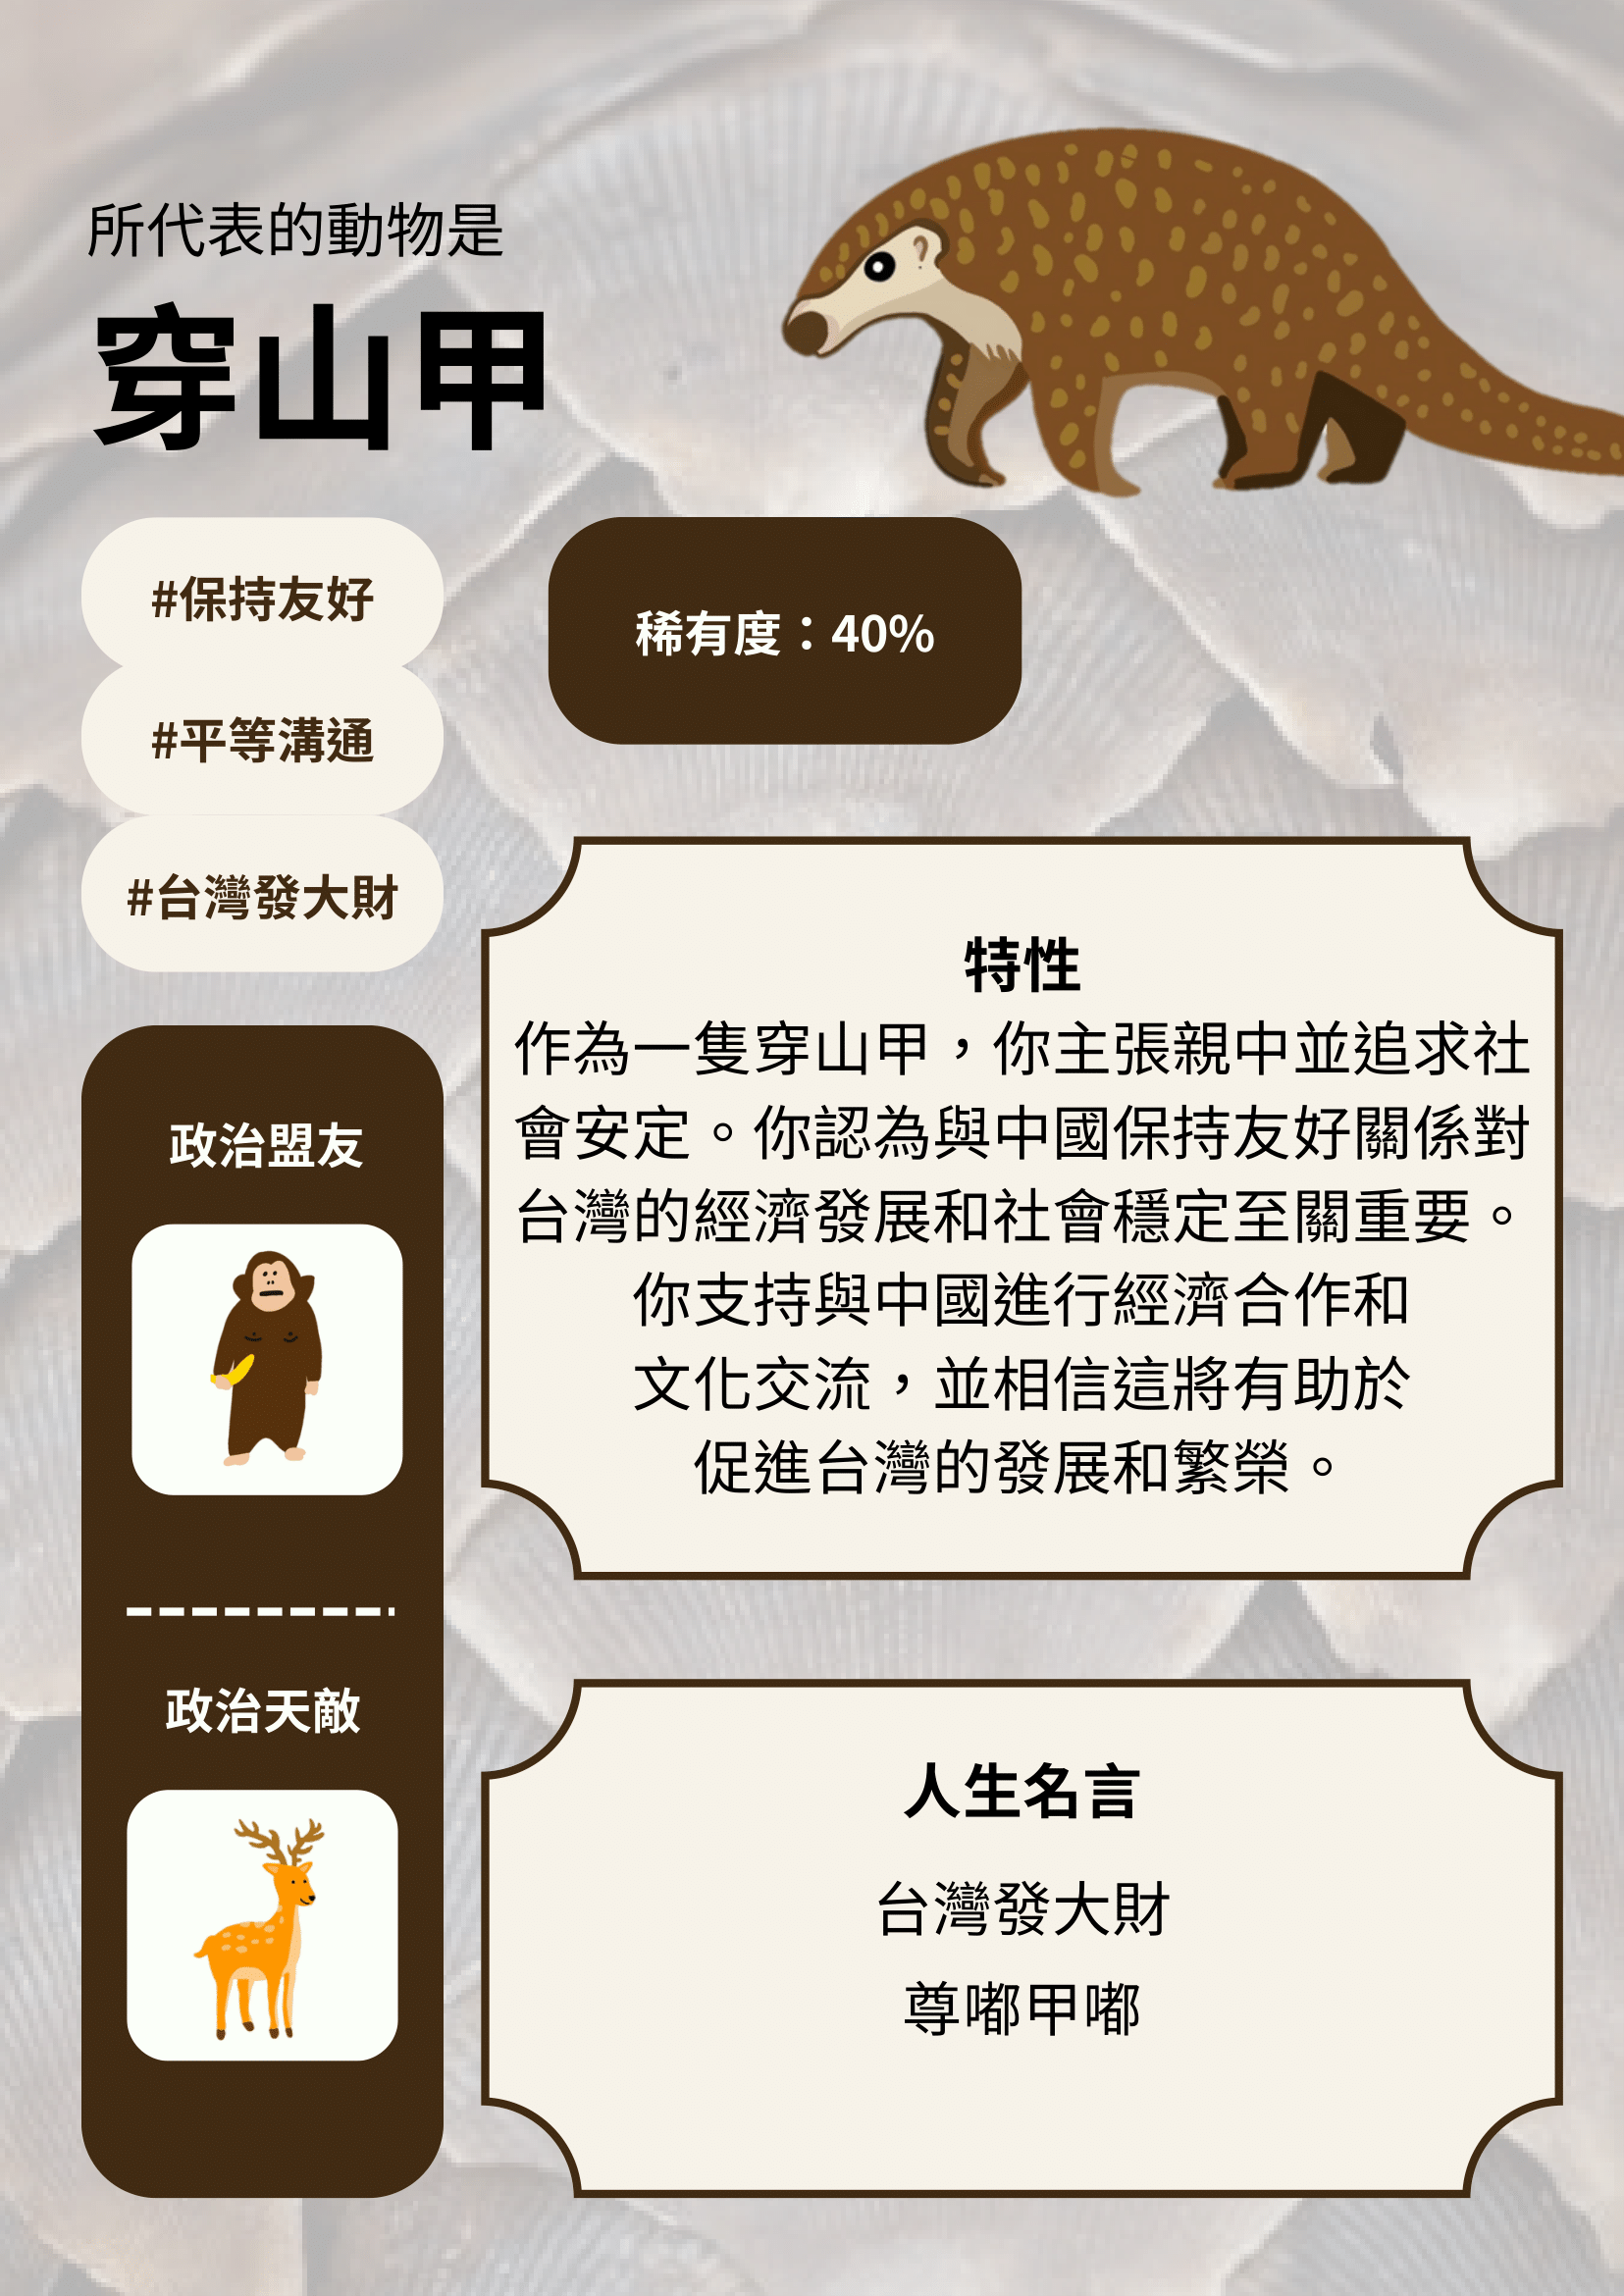 所代表的動物是
穿山甲
#保持友好
#平等溝通
#台灣發大財
稀有度：40%
政治盟友
政治天敵
特性
作為一隻穿山甲，你主張親中並追求社
會安定。你認為與中國保持友好關係對
台灣的經濟發展和社會穩定至關重要。
你支持與中國進行經濟合作和
文化交流，並相信這將有助於
促進台灣的發展和繁榮。
人生名言
台灣發大財
尊嘟甲嘟